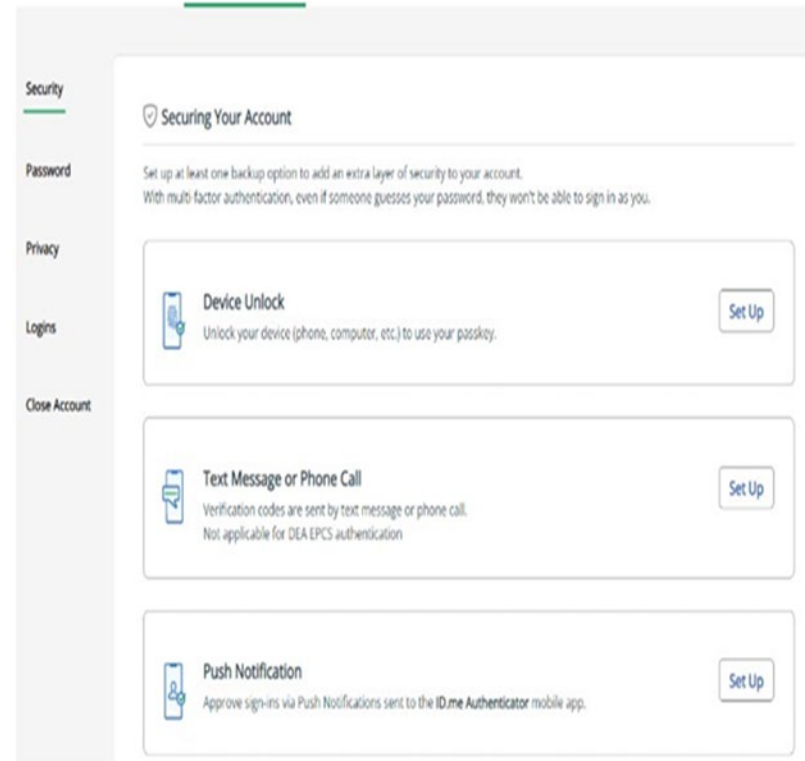 Security
Password
Privacy
Logins
Close Account
Securing Your Account
Set up at least one backup option to add an extra layer of security to your account.
With multi factor authentication, even if someone guesses your password, they won't be able to sign in as you.
Device Unlock
Unlock your device (phone, computer, etc.) to use your passkey.
Set Up
Text Message or Phone Call
Verification codes are sent by text message or phone call.
Not applicable for DEA EPCS authentication
Set Up
Push Notification
Approve sign-ins via Push Notifications sent to the ID.me Authenticator mobile app.
Set Up